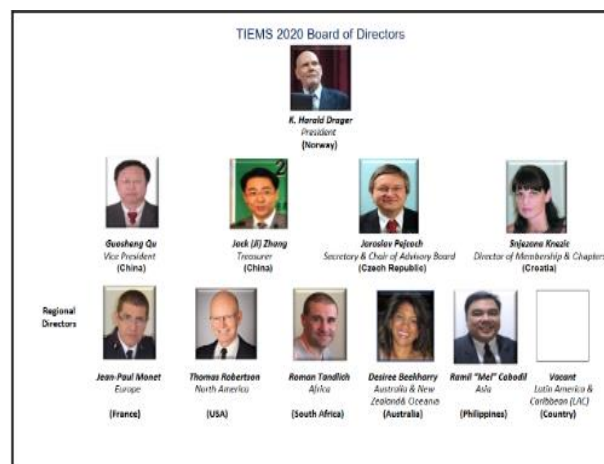 TIEMS 2020 Board of Directors
K. Harald Drager
President
(Norway)
Guosheng Qu
Vice President
(China)
Jack (Ji) Zhang
Treasurer
(China)
Jaroslav Pejcoch
Secretary & Chair of Advisory Board
(Czech Republic)
Snjezana Knezic
Director of Membership & Chapters
(Croatia)
Regional
Directors
Jean-Paul Monet
Europe
(France)
Thomas Robertson
North America
(USA)
Roman Tandlich
Africa
(South Africa)
Desiree Beekharry
Australia & New
Zealand& Oceania
(Australia)
Ramil "Mel" Cabodil
Asia
(Philippines)
Vacant
Latin America &
Caribbean (LAC)
(Country)
2